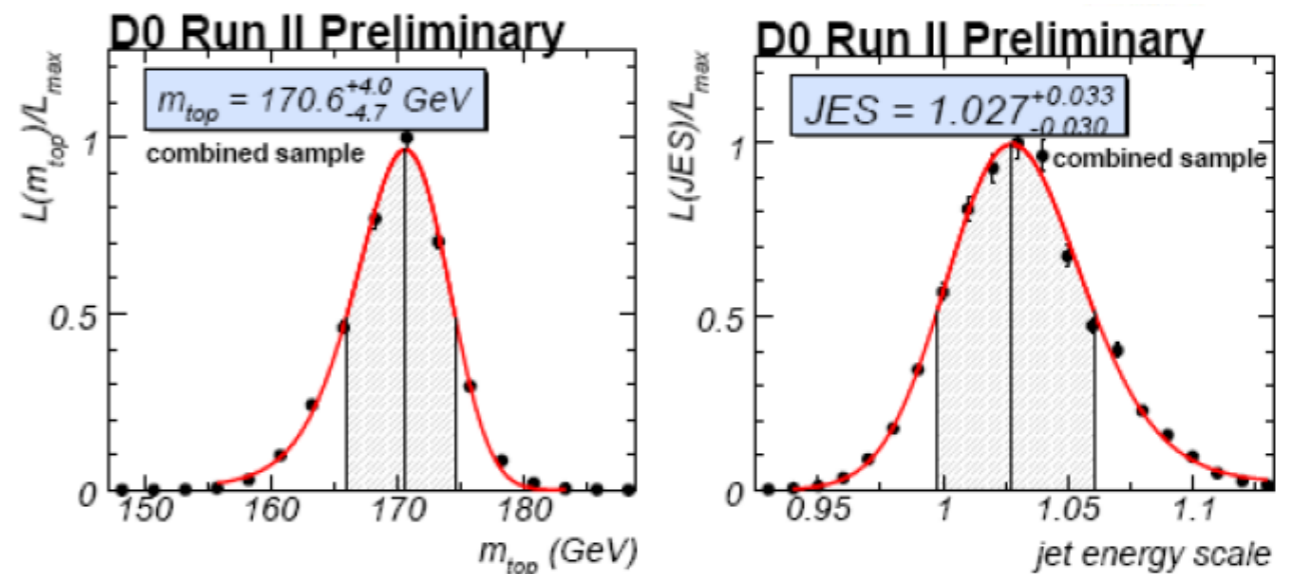 D0 Run II Preliminary
L(m_top)/L_max
m_top = 170.6 +4.0 -4.7 GeV
combined sample
1
0.5
0
150 160 170 180
m_top (GeV)
D0 Run II Preliminary
L(JES)/L_max
JES = 1.027 +0.033 -0.030
combined sample
1
0.5
0
0.95 1 1.05 1.1
jet energy scale